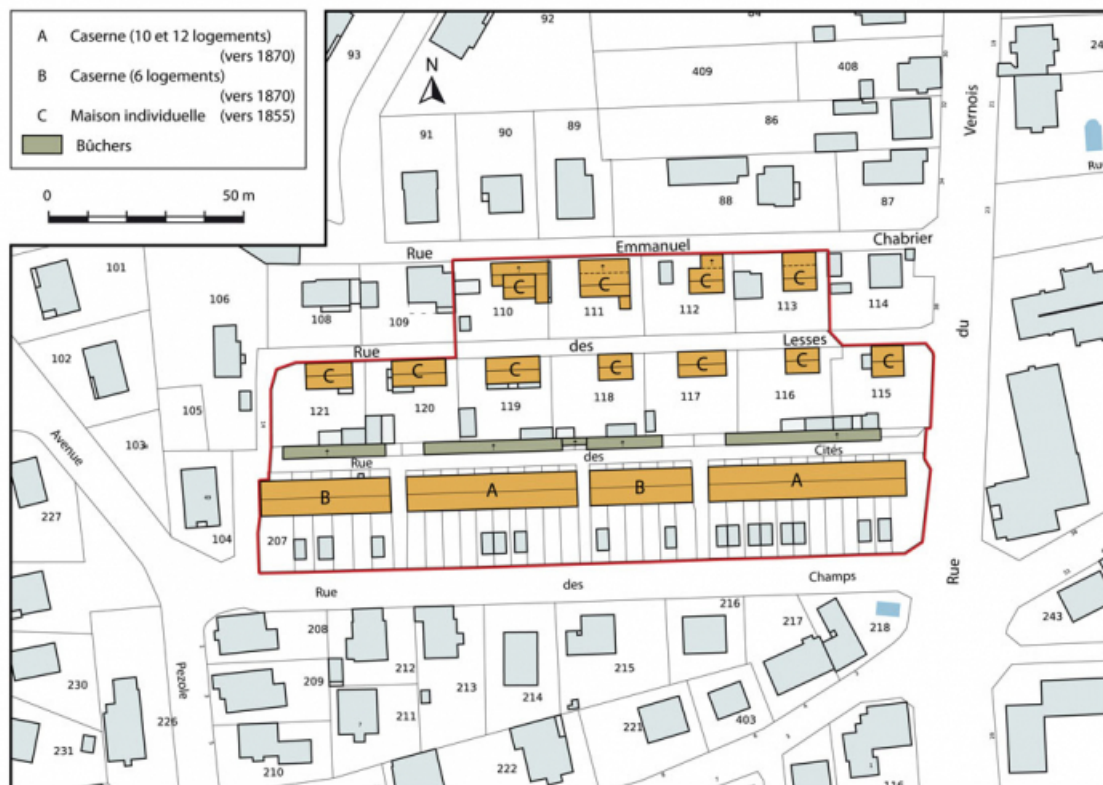 A Caserne (10 et 12 logements)
(vers 1870)
B Caserne (6 logements)
(vers 1870)
C Maison individuelle (vers 1855)
Bûchers
0 50 m
N
93
92
84
409
408
86
91
90
89
88
87
Vernois
24
Rue
Rue Emmanuel Chabrier
101
106
108
109
110
111
112
113
114
C
C
C
C
Rue des Lesses
du
102
105
103
C
C
C
C
C
C
C
121
120
119
118
117
116
115
Avenue
Rue des Cités
B
A
B
A
227
104
207
Rue des Champs
Rue
208
212
213
214
215
216
217
218
243
230
Pezole
209
211
226
231
210
222
221
403
116